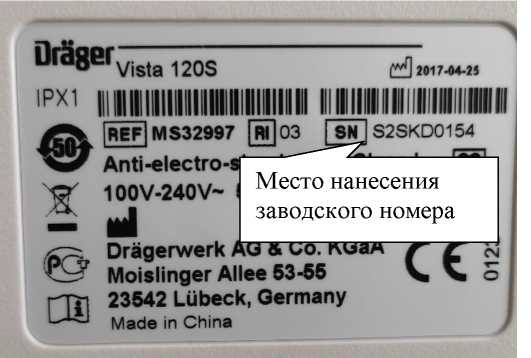 Dräger Vista 120S 2017-04-25
IPX1
REF MS32997 RI 03 SN S2SKD0154
50
Anti-electro-s
100V-240V~
Место нанесения
заводского номера
Drägerwerk AG & Co. KGaA
Moislinger Allee 53-55
23542 Lübeck, Germany
Made in China
CE 0123